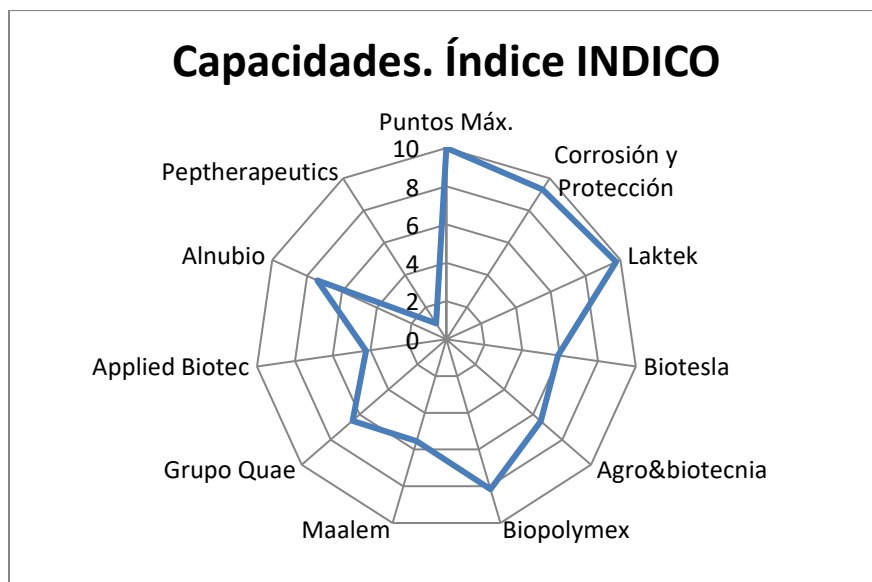 Capacidades. Índice INDICO
Puntos Máx.
Corrosión y
Protección
Laktek
Biotesla
Agro&biotecnia
Biopolymex
Maalem
Grupo Quae
Applied Biotec
Alnubio
Peptherapeutics
10
8
6
4
2
0